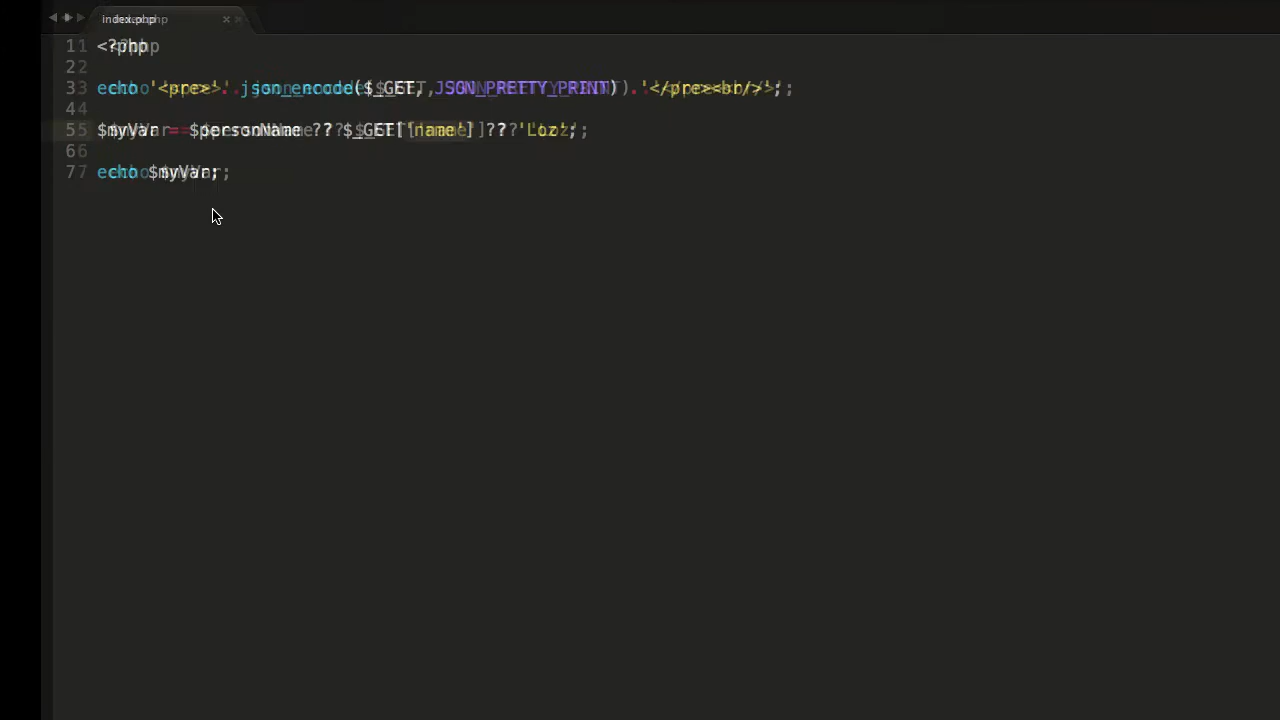 index.php
1 <?php
2
3 echo '<pre>'. json_encode($_GET, JSON_PRETTY_PRINT).'</pre><br/>';
4
5 $myVar = $personName ?? $_GET['name'] ?? 'Loz';
6
7 echo $myVar;